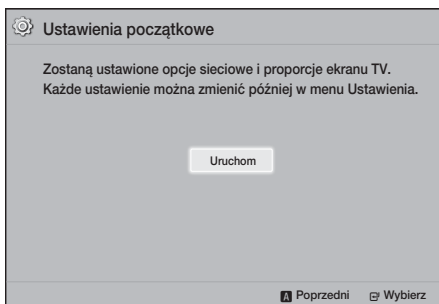 Ustawienia początkowe
Zostaną ustawione opcje sieciowe i proporcje ekranu TV.
Każde ustawienie można zmienić później w menu Ustawienia.
Uruchom
A Poprzedni Wybierz